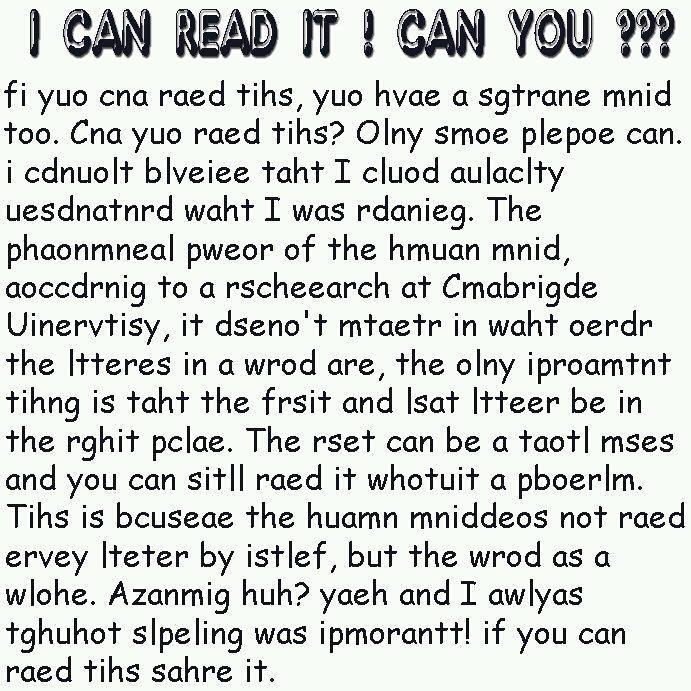 I CAN READ IT ! CAN YOU ???
fi yuo cna raed tihs, yuo hvae a sgtrane mnid
too. Cna yuo raed tihs? Olny smoe plepoe can.
i cdnuolt blveiee taht I cluod aulaclty
uesdnatnrd waht I was rdanieg. The
phaonmneal pweor of the hmuan mnid,
aoccdrnig to a rscheearch at Cmabrigde
Uinervtisy, it dseno't mtaetr in waht oerdr
the ltteres in a wrod are, the olny iproamtnt
tihng is taht the frsit and lsat ltteer be in
the rghit pclae. The rset can be a taotl mses
and you can sitll raed it whotuit a pboerlm.
Tihs is bcuseae the huamn mniddeos not raed
ervey lteter by istlef, but the wrod as a
wlohe. Azanmig huh? yaeh and I awlyas
tghuhot slpeling was ipmorantt! if you can
raed tihs sahre it.